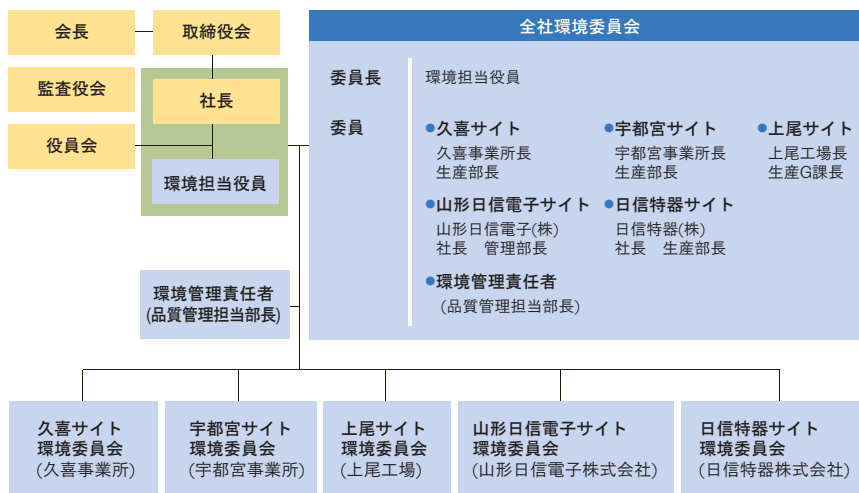 会長
取締役会
監査役会
社長
役員会
環境担当役員
全社環境委員会
委員長
環境担当役員
委員
●久喜サイト
久喜事業所長
生産部長
●宇都宮サイト
宇都宮事業所長
生産部長
●上尾サイト
上尾工場長
生産G課長
●山形日信電子サイト
山形日信電子(株)
社長　管理部長
●日信特器サイト
日信特器(株)
社長　生産部長
●環境管理責任者
(品質管理担当部長)
環境管理責任者
(品質管理担当部長)
久喜サイト
環境委員会
(久喜事業所)
宇都宮サイト
環境委員会
(宇都宮事業所)
上尾サイト
環境委員会
(上尾工場)
山形日信電子サイト
環境委員会
(山形日信電子株式会社)
日信特器サイト
環境委員会
(日信特器株式会社)